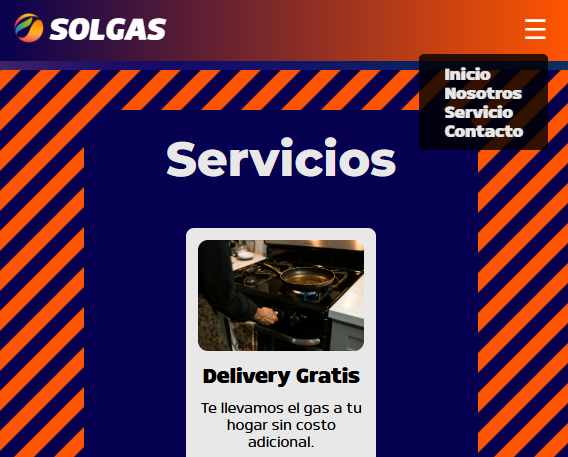 SOLGAS
Inicio
Nosotros
Servicio
Contacto
Servicios
Delivery Gratis
Te llevamos el gas a tu
hogar sin costo
adicional.